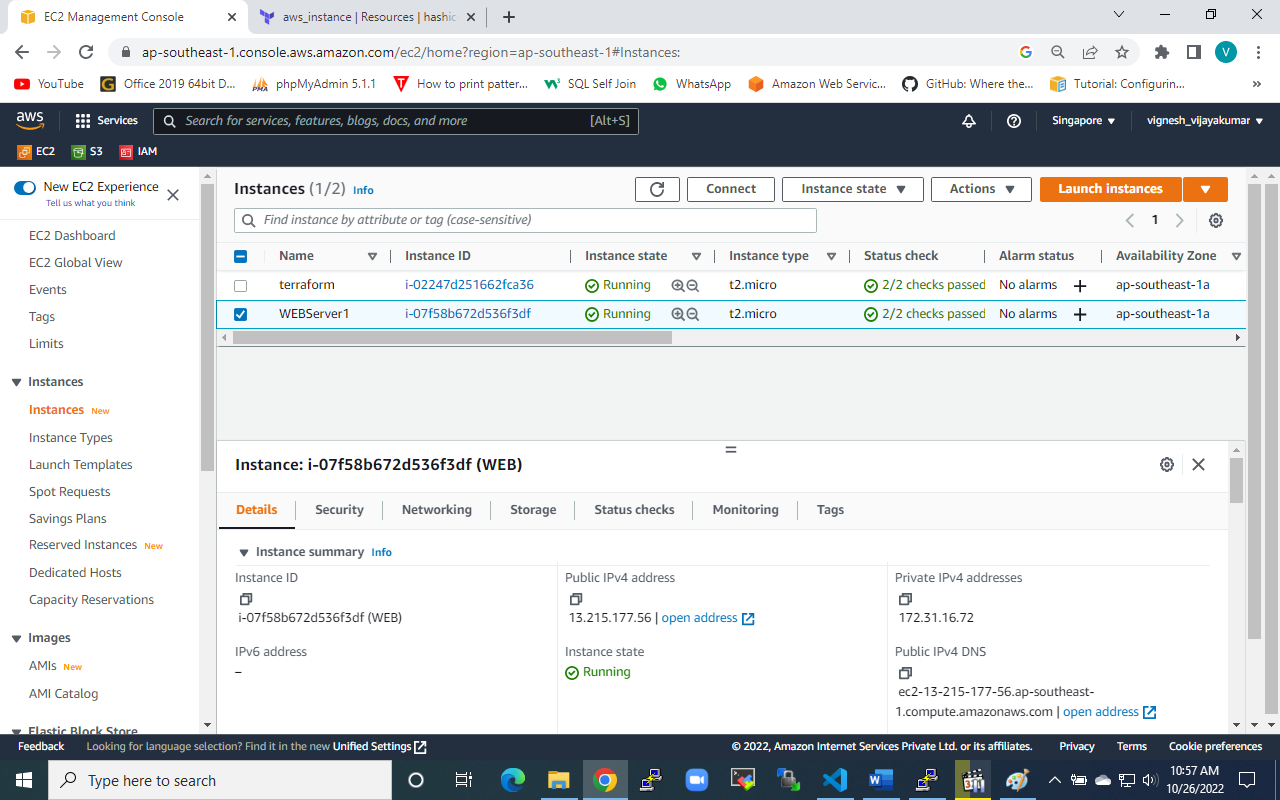 EC2 Management Console
aws_instance | Resources | hashic
ap-southeast-1.console.aws.amazon.com/ec2/home?region=ap-southeast-1#Instances:
V
YouTube
Office 2019 64bit D...
phpMyAdmin 5.1.1
How to print patter...
SQL Self Join
WhatsApp
Amazon Web Servic...
GitHub: Where the...
Tutorial: Configurin...
aws
Services
Search for services, features, blogs, docs, and more
[Alt+S]
Singapore
vignesh_vijayakumar
EC2
S3
IAM
New EC2 Experience
Tell us what you think
EC2 Dashboard
EC2 Global View
Events
Tags
Limits
Instances
Instances New
Instance Types
Launch Templates
Spot Requests
Savings Plans
Reserved Instances New
Dedicated Hosts
Capacity Reservations
Images
AMIs New
AMI Catalog
Elastic Block Store
Instances (1/2) Info
Connect
Instance state
Actions
Launch instances
Find instance by attribute or tag (case-sensitive)
1
Name Instance ID Instance state Instance type Status check Alarm status Availability Zone
terraform i-02247d251662fca36 Running t2.micro 2/2 checks passed No alarms ap-southeast-1a
WEBServer1 i-07f58b672d536f3df Running t2.micro 2/2 checks passed No alarms ap-southeast-1a
Instance: i-07f58b672d536f3df (WEB)
Details Security Networking Storage Status checks Monitoring Tags
Instance summary Info
Instance ID
i-07f58b672d536f3df (WEB)
Public IPv4 address
13.215.177.56 | open address
Private IPv4 addresses
172.31.16.72
IPv6 address
–
Instance state
Running
Public IPv4 DNS
ec2-13-215-177-56.ap-southeast-
1.compute.amazonaws.com | open address
Feedback
Looking for language selection? Find it in the new Unified Settings
© 2022, Amazon Internet Services Private Ltd. or its affiliates.
Privacy
Terms
Cookie preferences
Type here to search
10:57 AM
10/26/2022